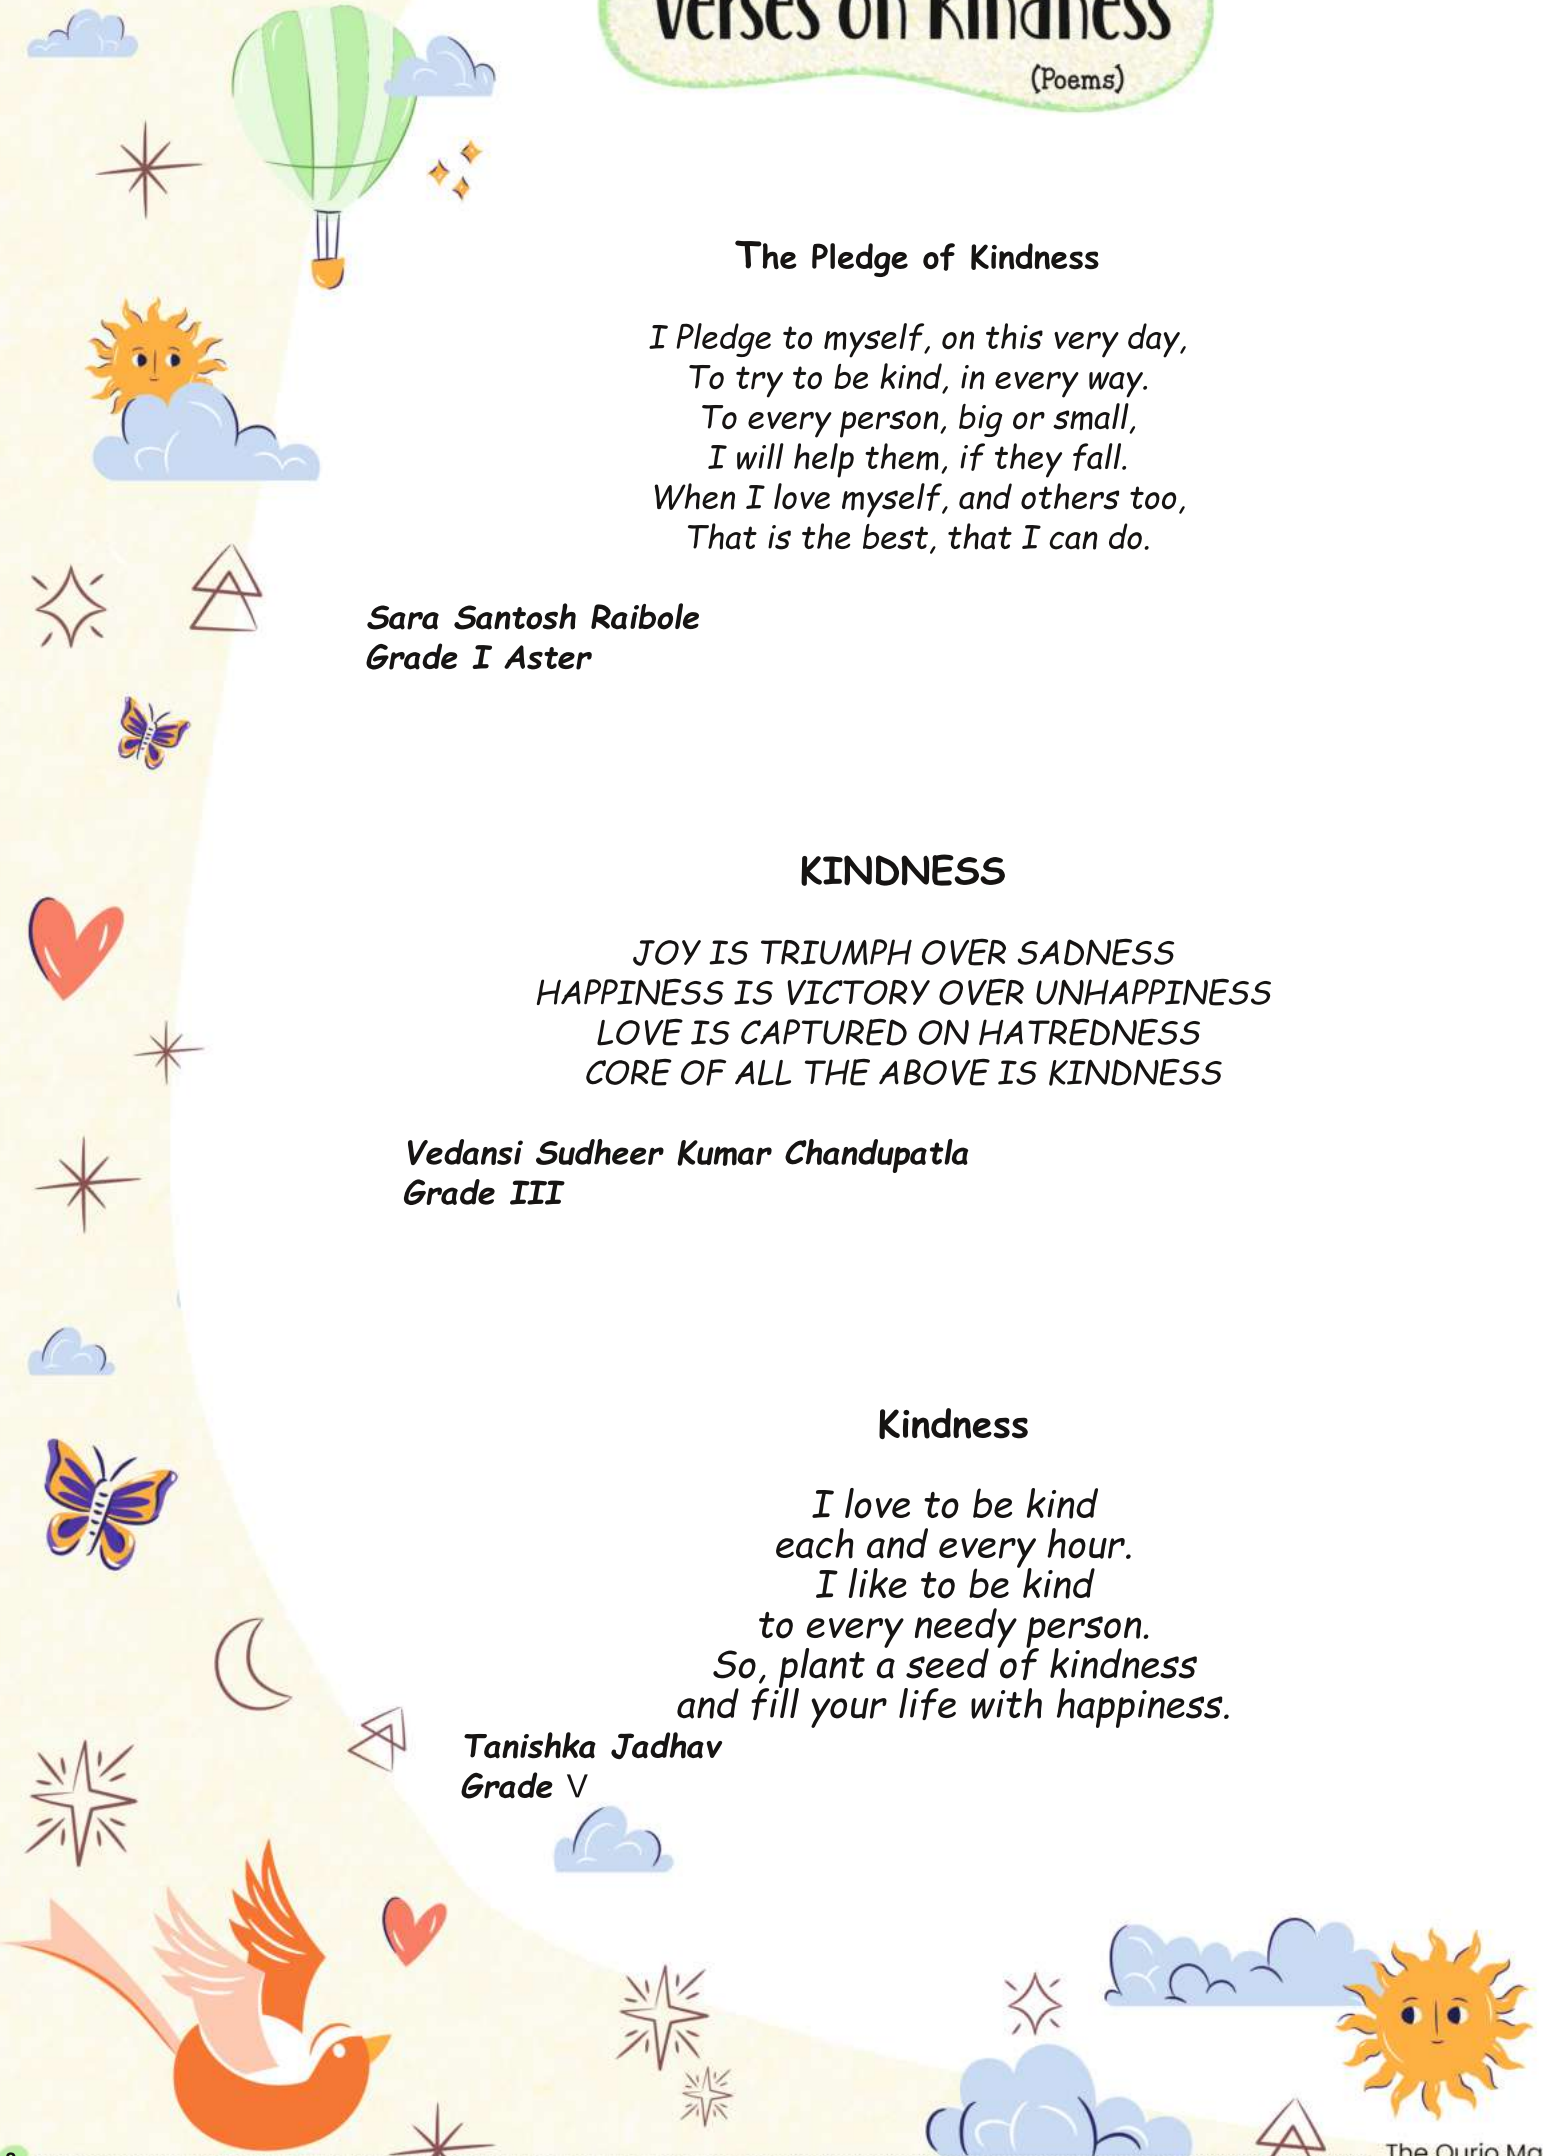 Verses on Kindness
(Poems)
The Pledge of Kindness
I Pledge to myself, on this very day,
To try to be kind, in every way.
To every person, big or small,
I will help them, if they fall.
When I love myself, and others too,
That is the best, that I can do.
Sara Santosh Raibole
Grade I Aster
KINDNESS
JOY IS TRIUMPH OVER SADNESS
HAPPINESS IS VICTORY OVER UNHAPPINESS
LOVE IS CAPTURED ON HATREDNESS
CORE OF ALL THE ABOVE IS KINDNESS
Vedansi Sudheer Kumar Chandupatla
Grade III
Kindness
I love to be kind
each and every hour.
I like to be kind
to every needy person.
So, plant a seed of kindness
and fill your life with happiness.
Tanishka Jadhav
Grade V
The Ourio